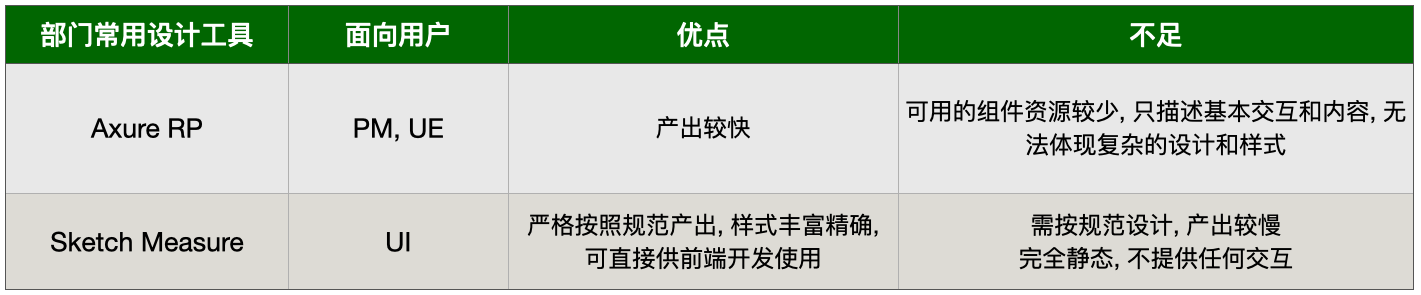 部门常用设计工具 面向用户 优点 不足
Axure RP PM, UE 产出较快 可用的组件资源较少, 只描述基本交互和内容, 无
法体现复杂的设计和样式
Sketch Measure UI 严格按照规范产出, 样式丰富精确,
可直接供前端开发使用
需按规范设计, 产出较慢
完全静态, 不提供任何交互